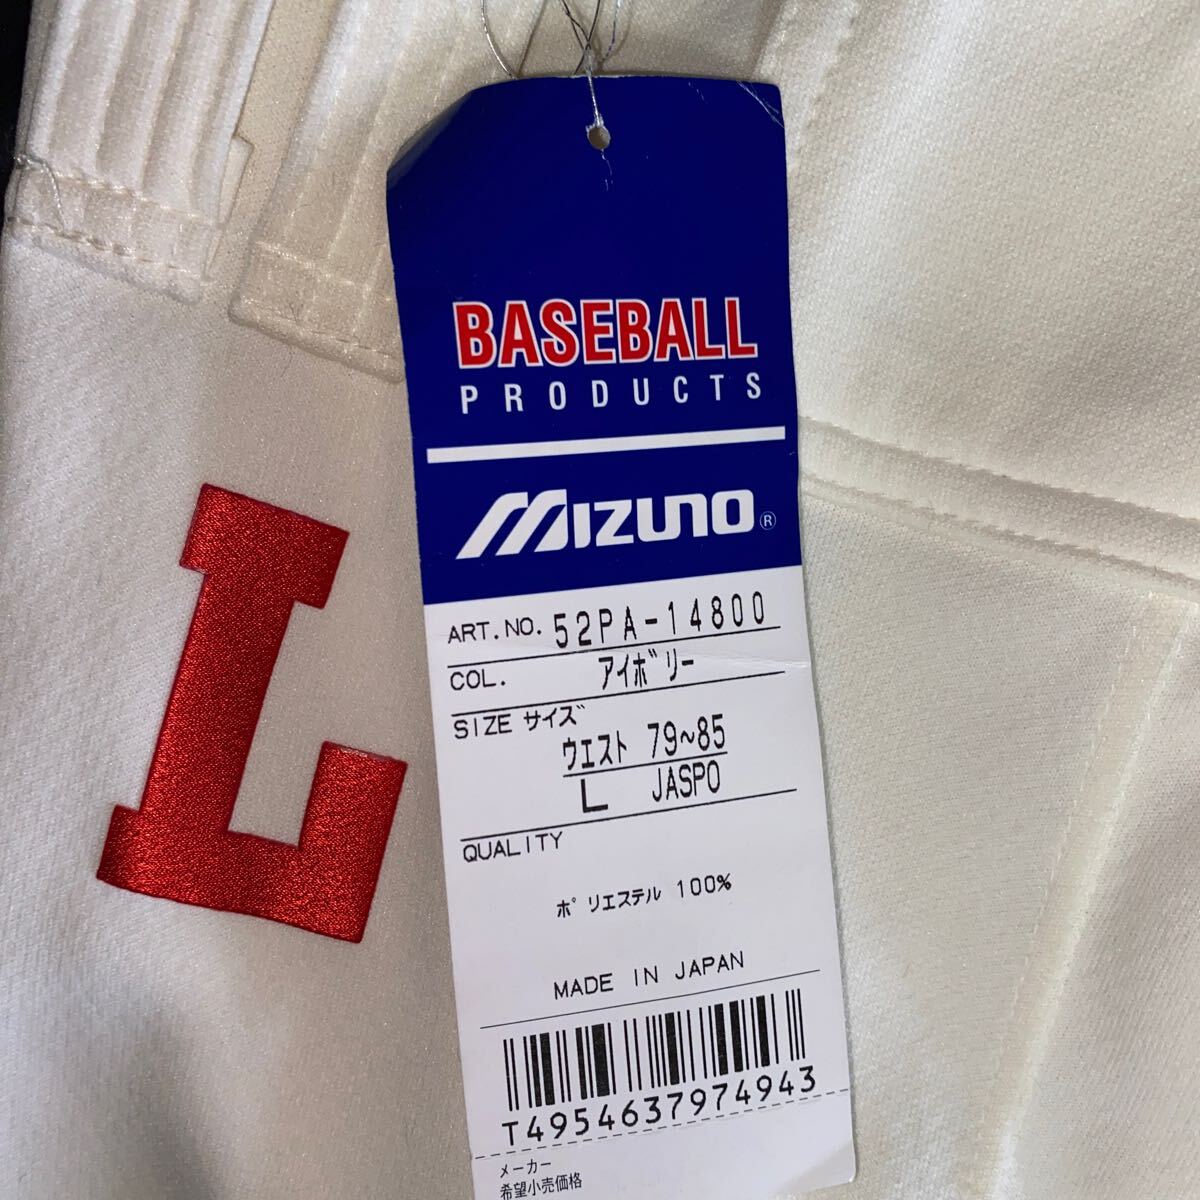 BASEBALL
PRODUCTS
MIZUNO ®
ART.NO. 52PA-14800
COL. アイボリー
SIZE サイズ
ウエスト 79~85
L JASPO
QUALITY
ポリエステル 100%
MADE IN JAPAN
T4954637974943
メーカー
希望小売価格
L